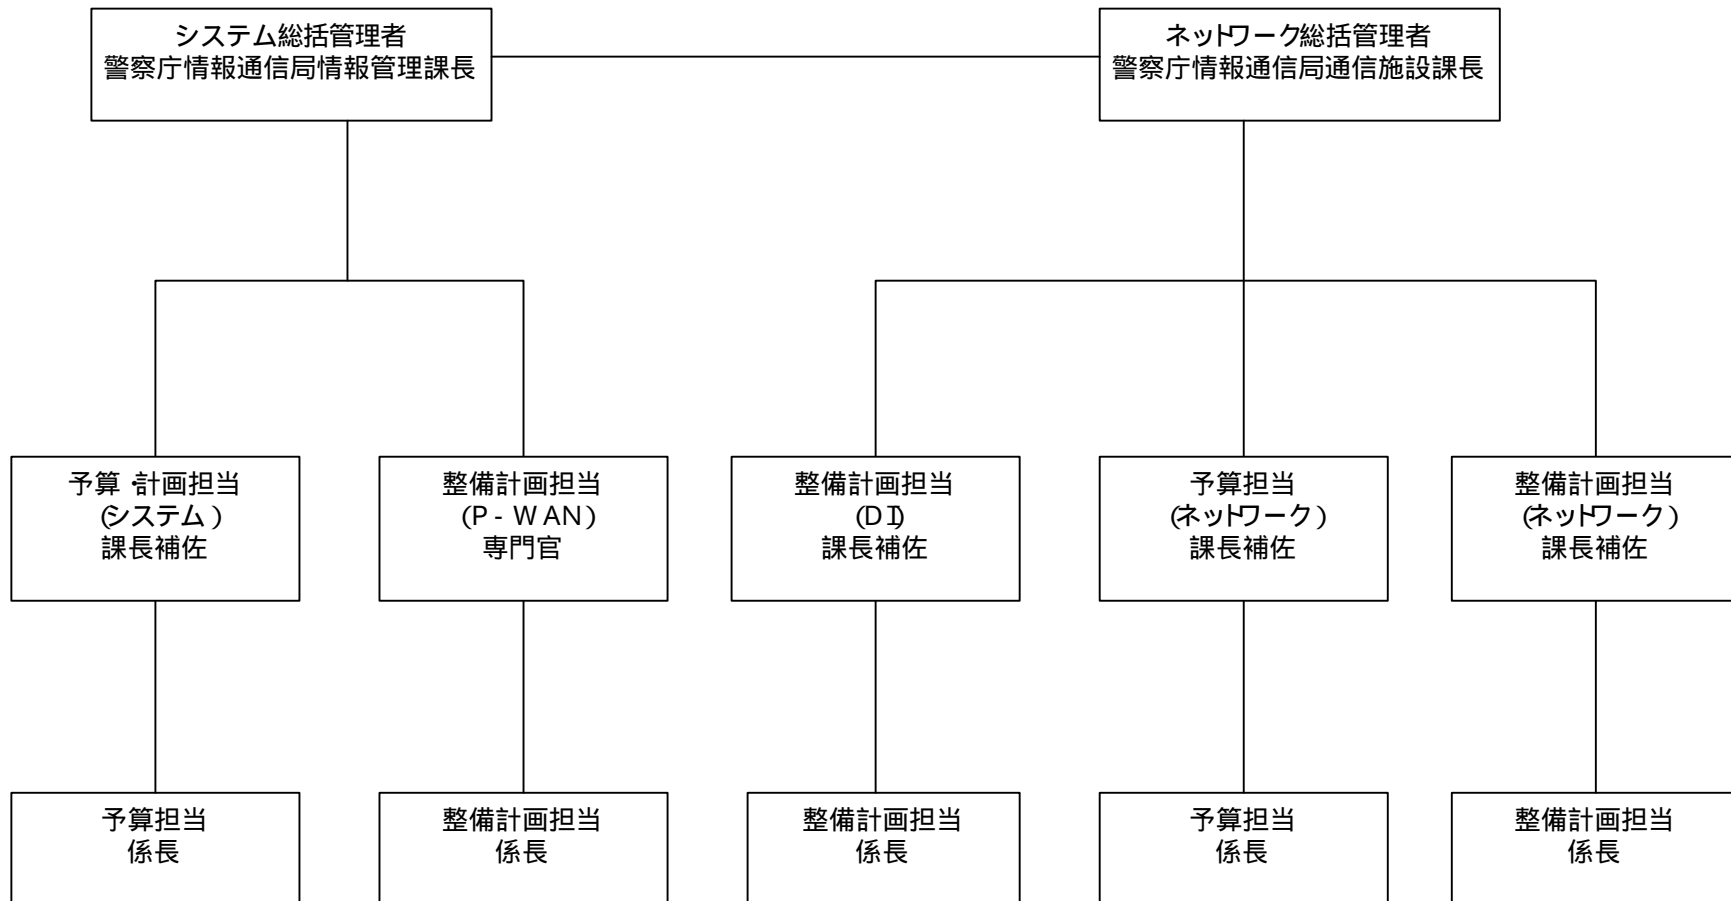 システム総括管理者
警察庁情報通信局情報管理課長
ネットワーク総括管理者
警察庁情報通信局通信施設課長
予算・計画担当
(システム)
課長補佐
整備計画担当
(P-WAN)
専門官
整備計画担当
(DI)
課長補佐
予算担当
(ネットワーク)
課長補佐
整備計画担当
(ネットワーク)
課長補佐
予算担当
係長
整備計画担当
係長
整備計画担当
係長
予算担当
係長
整備計画担当
係長